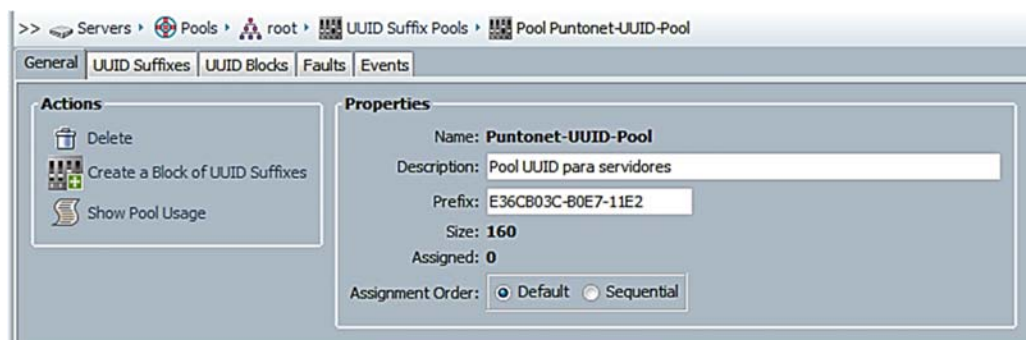 >> Servers Pools root UUID Suffix Pools Pool Puntonet-UUID-Pool
General UUID Suffixes UUID Blocks Faults Events
Actions
Delete
Create a Block of UUID Suffixes
Show Pool Usage
Properties
Name: Puntonet-UUID-Pool
Description: Pool UUID para servidores
Prefix: E36CB03C-B0E7-11E2
Size: 160
Assigned: 0
Assignment Order: Default Sequential